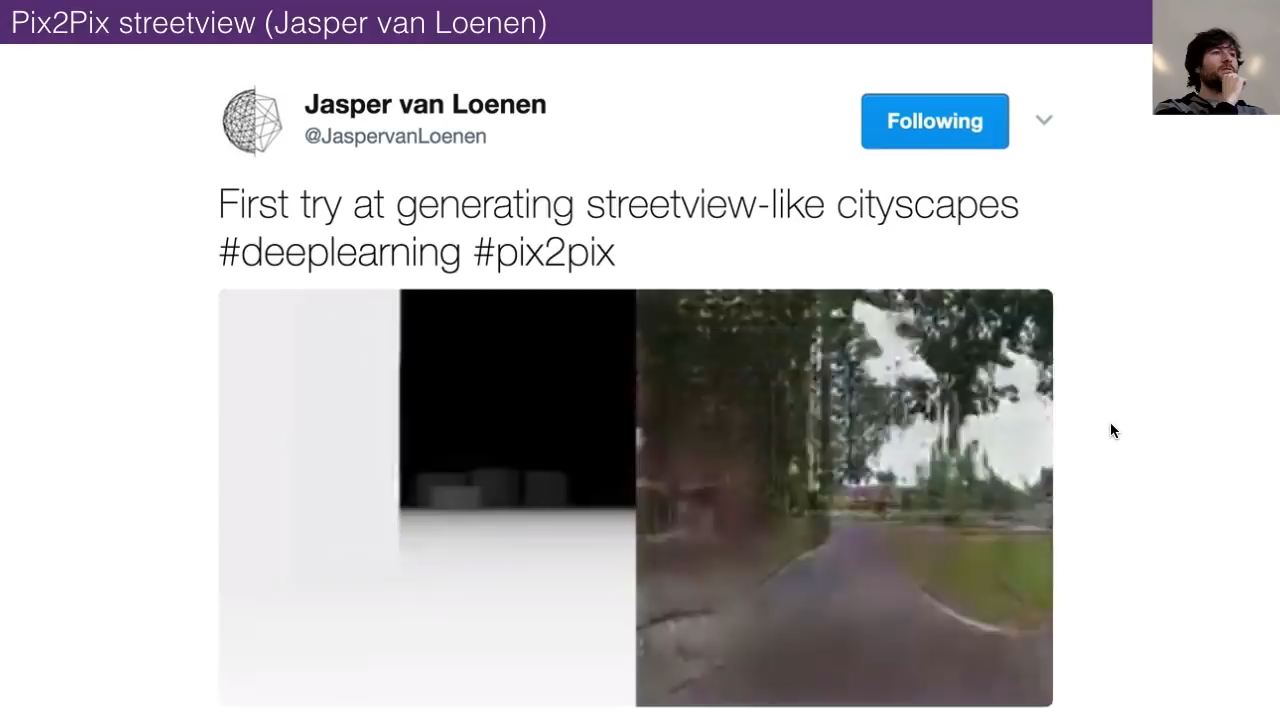 Pix2Pix streetview (Jasper van Loenen)
Jasper van Loenen
@JaspervanLoenen
Following
First try at generating streetview-like cityscapes
#deeplearning #pix2pix